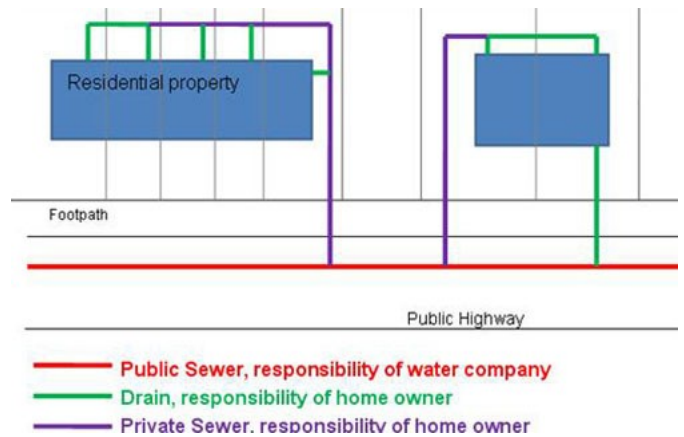 Residential property
Footpath
Public Highway
Public Sewer, responsibility of water company
Drain, responsibility of home owner
Private Sewer, responsibility of home owner